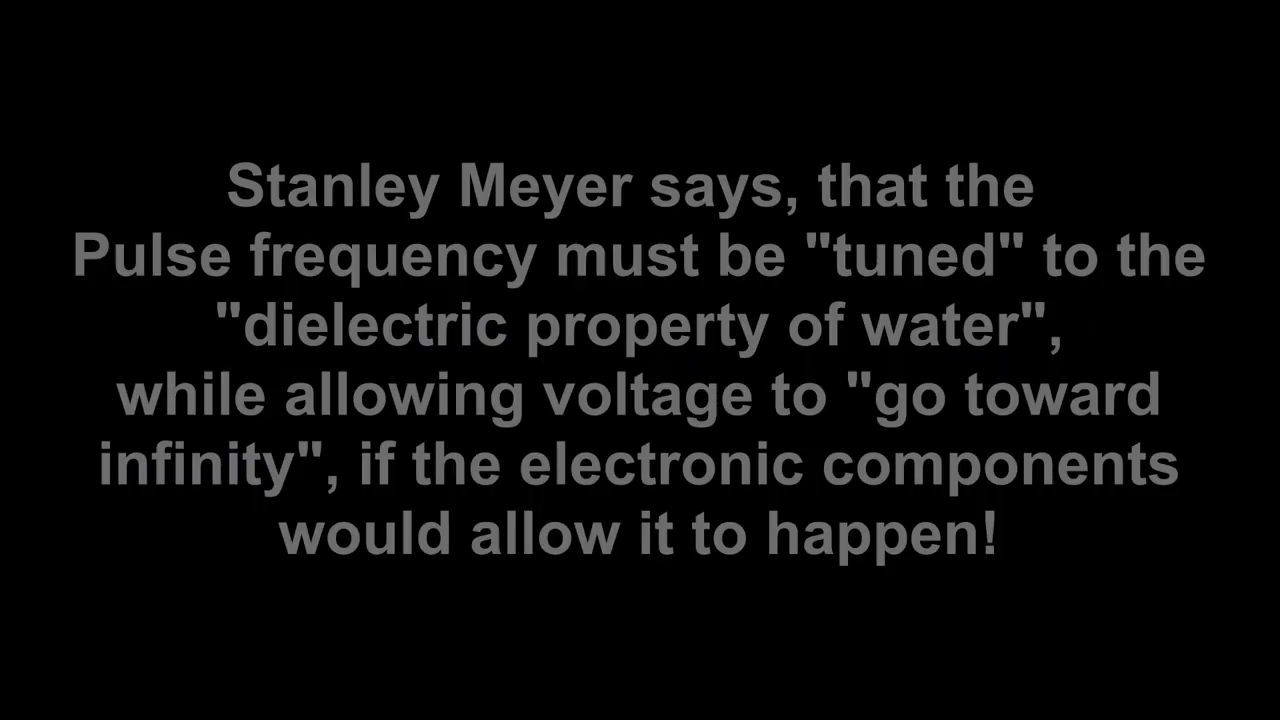 Stanley Meyer says, that the
Pulse frequency must be "tuned" to the
"dielectric property of water",
while allowing voltage to "go toward
infinity", if the electronic components
would allow it to happen!